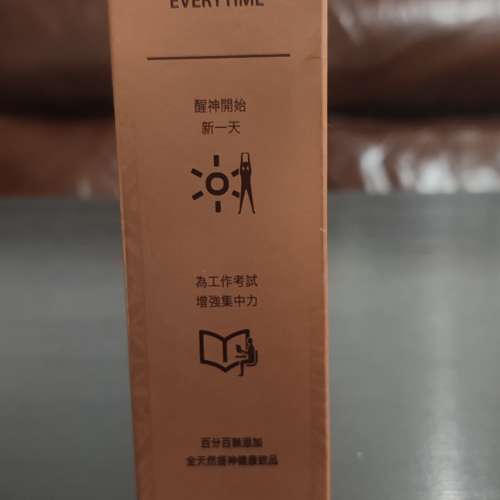 EVERYTIME
醒神開始
新一天
為工作考試
增強集中力
百分百無添加
全天然提神健康飲品